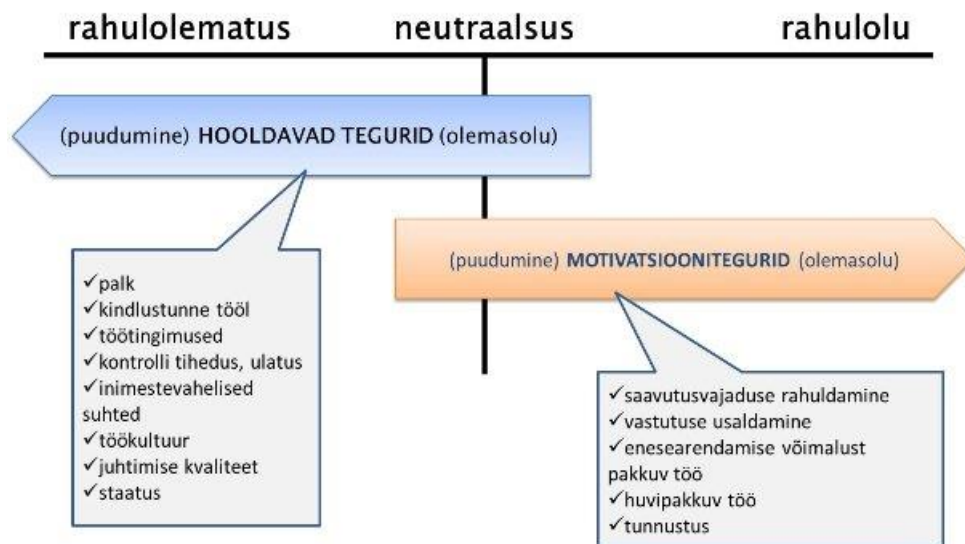 rahulolematus neutraalsus rahulolu
(puudumine) HOOLDAVAD TEGURID (olemasolu)
(puudumine) MOTIVATSIOONITEGURID (olemasolu)
✓palk
✓kindlustunne tööl
✓töötingimused
✓kontrolli tihedus, ulatus
✓inimestevahelised
suhted
✓töökultuur
✓juhtimise kvaliteet
✓staatus
✓saavutusvajaduse rahuldamine
✓vastutuse usaldamine
✓enesearendamise võimalust
pakkuv töö
✓huvipakkuv töö
✓tunnustus